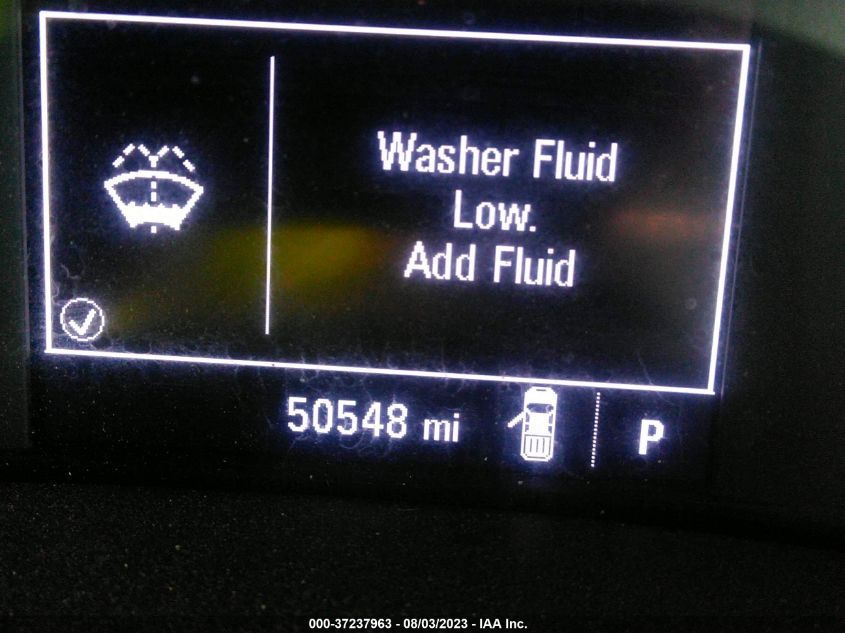 Washer Fluid
Low.
Add Fluid
50548 mi
P
000-37237963 - 08/03/2023 - IAA Inc.